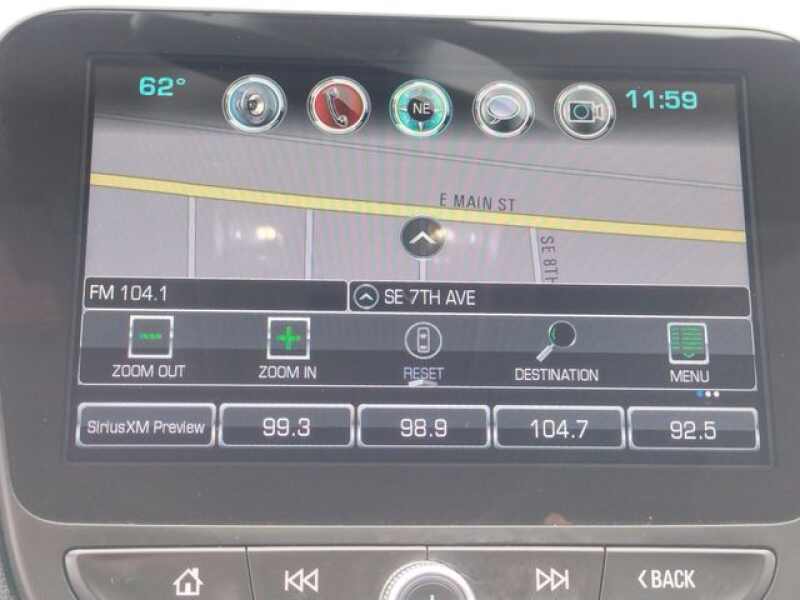 62° NE 11:59
E MAIN ST
SE 8TH
FM 104.1 SE 7TH AVE
ZOOM OUT ZOOM IN RESET DESTINATION MENU
SiriusXM Preview 99.3 98.9 104.7 92.5
BACK